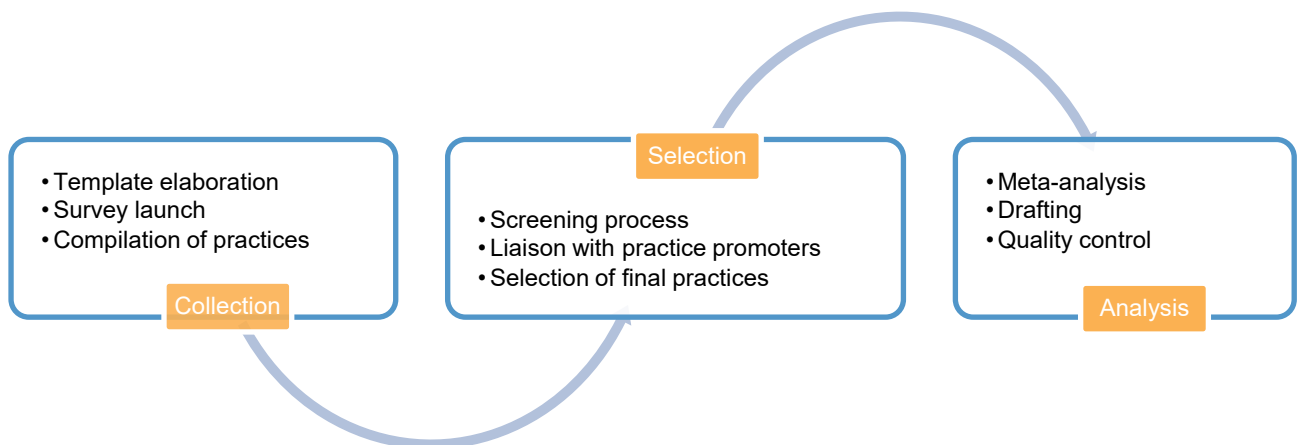 • Template elaboration
• Survey launch
• Compilation of practices
Collection
Selection
• Screening process
• Liaison with practice promoters
• Selection of final practices
• Meta-analysis
• Drafting
• Quality control
Analysis